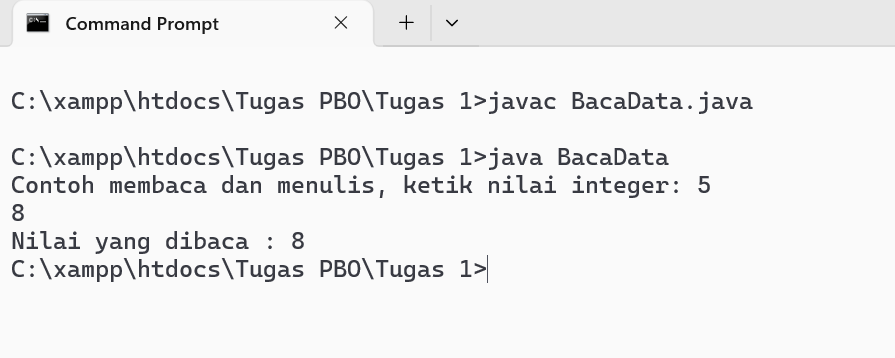 Command Prompt
C:\xampp\htdocs\Tugas PBO\Tugas 1>javac BacaData.java
C:\xampp\htdocs\Tugas PBO\Tugas 1>java BacaData
Contoh membaca dan menulis, ketik nilai integer: 5
8
Nilai yang dibaca : 8
C:\xampp\htdocs\Tugas PBO\Tugas 1>